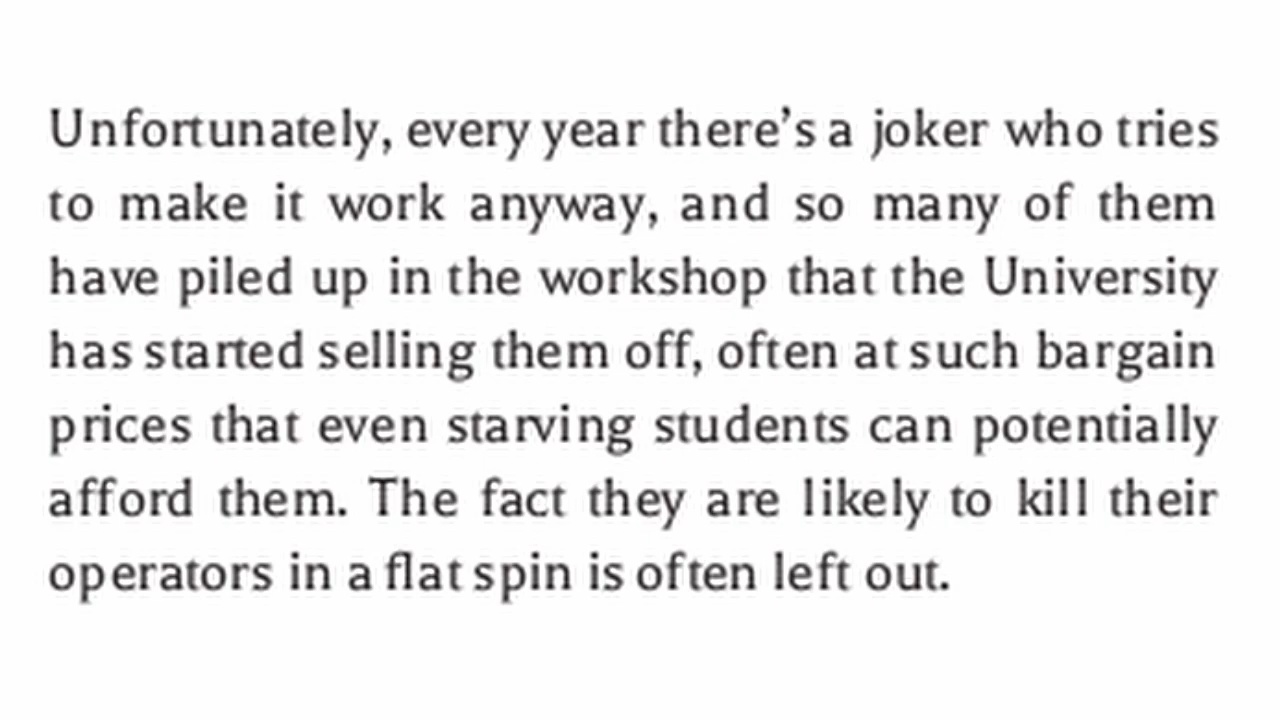 Unfortunately, every year there’s a joker who tries
to make it work anyway, and so many of them
have piled up in the workshop that the University
has started selling them off, often at such bargain
prices that even starving students can potentially
afford them. The fact they are likely to kill their
operators in a flat spin is often left out.